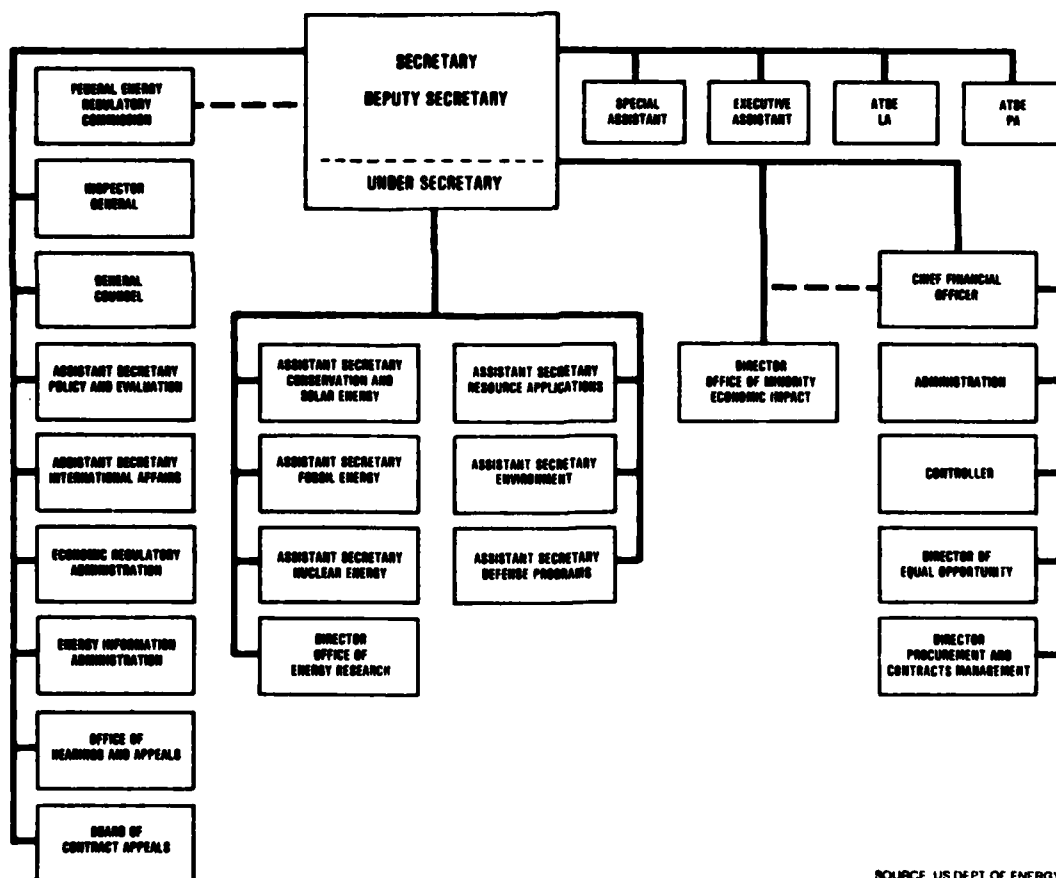 SECRETARY
DEPUTY SECRETARY
UNDER SECRETARY
SPECIAL
ASSISTANT
EXECUTIVE
ASSISTANT
ATSE
LA
ATSE
PA
FEDERAL ENERGY
REGULATORY
COMMISSION
INSPECTOR
GENERAL
GENERAL
COUNSEL
ASSISTANT SECRETARY
POLICY AND EVALUATION
ASSISTANT SECRETARY
INTERNATIONAL AFFAIRS
ECONOMIC REGULATORY
ADMINISTRATION
ENERGY INFORMATION
ADMINISTRATION
OFFICE OF
HEARINGS AND APPEALS
BOARD OF
CONTRACT APPEALS
ASSISTANT SECRETARY
CONSERVATION AND
SOLAR ENERGY
ASSISTANT SECRETARY
FOSSIL ENERGY
ASSISTANT SECRETARY
NUCLEAR ENERGY
DIRECTOR
OFFICE OF
ENERGY RESEARCH
ASSISTANT SECRETARY
RESOURCE APPLICATIONS
ASSISTANT SECRETARY
ENVIRONMENT
ASSISTANT SECRETARY
DEFENSE PROGRAMS
DIRECTOR
OFFICE OF MINORITY
ECONOMIC IMPACT
CHIEF FINANCIAL
OFFICER
ADMINISTRATION
CONTROLLER
DIRECTOR OF
EQUAL OPPORTUNITY
DIRECTOR
PROCUREMENT AND
CONTRACTS MANAGEMENT
SOURCE US DEPT OF ENERGY